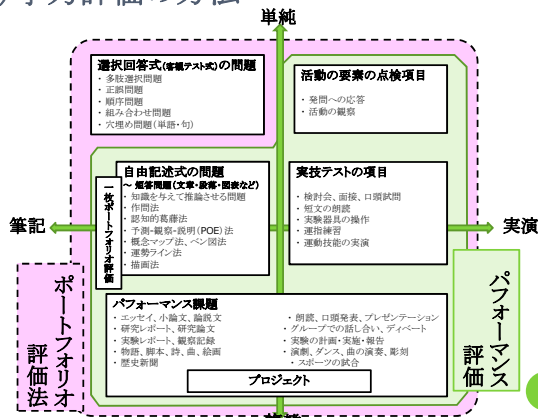 学力評価の方法
単純
選択回答式(客観テスト式)の問題
・多肢選択問題
・正誤問題
・順序問題
・組み合わせ問題
・穴埋め問題(単語・句)
活動の要素の点検項目
・発問への応答
・活動の観察
自由記述式の問題
~ 短答問題(文章・段落・図表など)
・知識を与えて推論させる問題
・作問法
・認知的葛藤法
・予測-観察-説明(POE)法
・概念マップ法、ベン図法
・運勢ライン法
・描画法
一枚ポートフォリオ評価
実技テストの項目
・検討会、面接、口頭試問
・短文の朗読
・実験器具の操作
・運指練習
・運動技能の実演
筆記
実演
パフォーマンス課題
・エッセイ、小論文、論説文
・研究レポート、研究論文
・実験レポート、観察記録
・物語、脚本、詩、曲、絵画
・歴史新聞
・朗読、口頭発表、プレゼンテーション
・グループでの話し合い、ディベート
・実験の計画・実施・報告
・演劇、ダンス、曲の演奏、彫刻
・スポーツの試合
プロジェクト
ポートフォリオ
評価法
パフォーマンス
評価